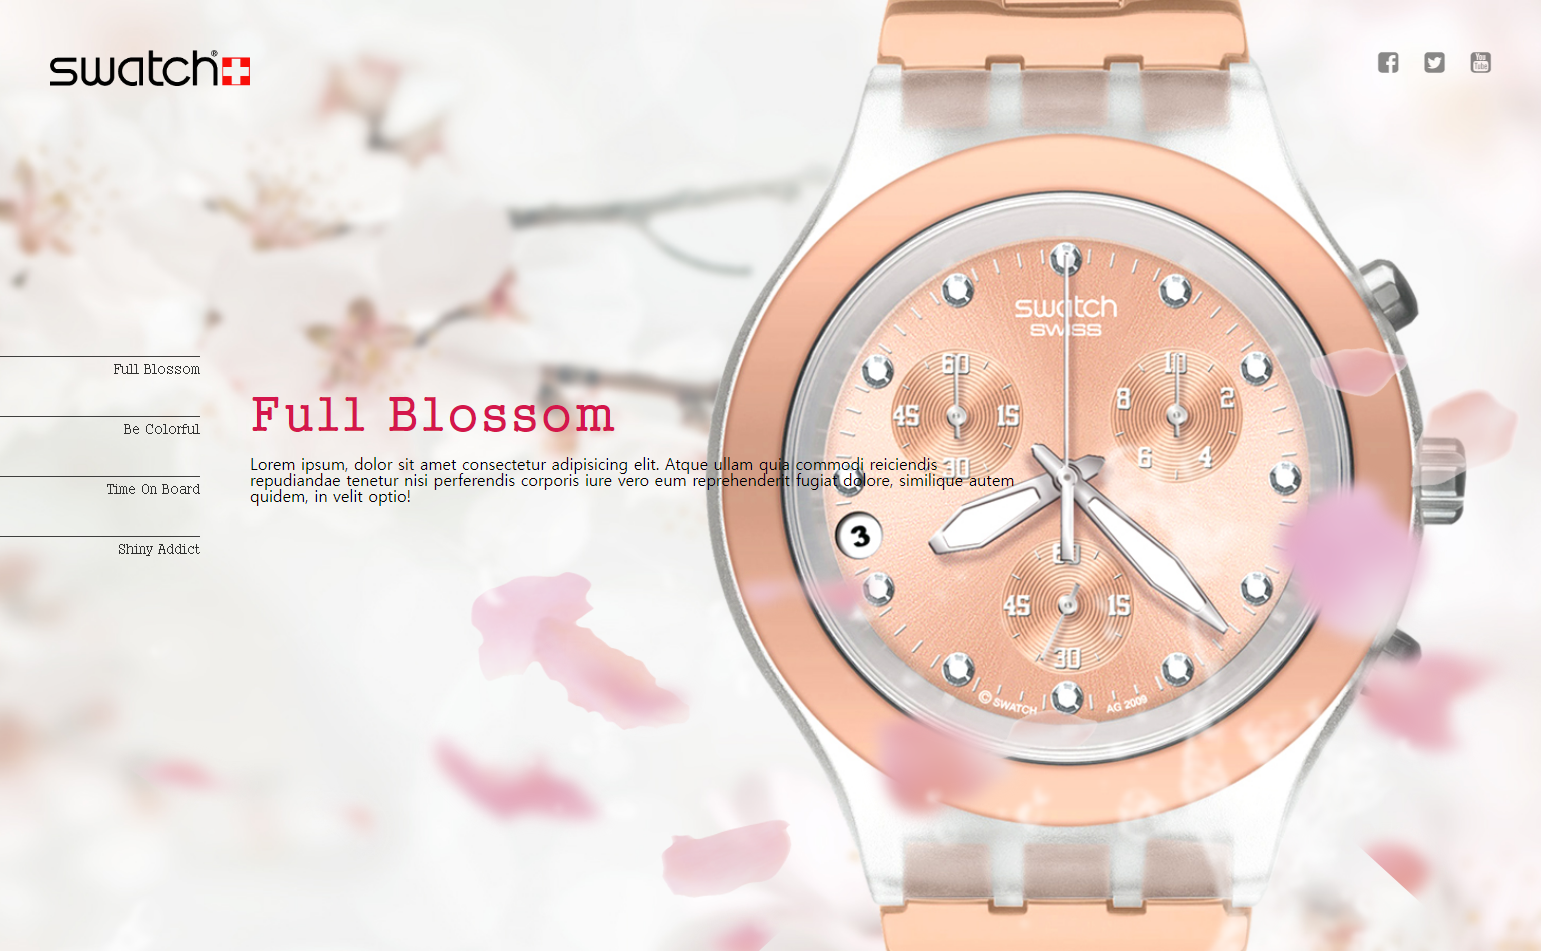 swatch®
Full Blossom
Be Colorful
Time On Board
Shiny Addict
Full Blossom
Lorem ipsum, dolor sit amet consectetur adipisicing elit. Atque ullam quia commodi reiciendis
repudiandae tenetur nisi perferendis corporis iure vero eum reprehenderit fugiat dolore, similique autem
quidem, in velit optio!
You
Tube
swatch
SWISS
60
45 15
30
10
8 2
6 4
3
60
45 15
30
© SWATCH AG 2009